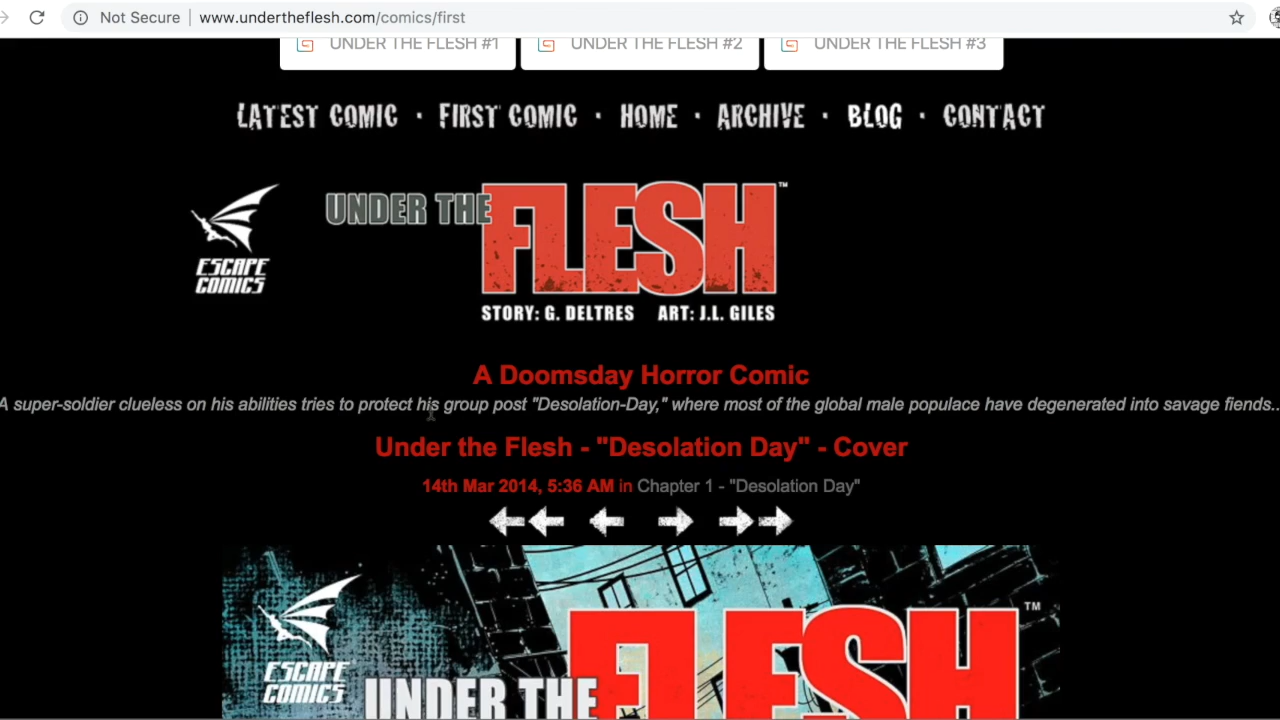 Not Secure www.undertheflesh.com/comics/first
UNDER THE FLESH #1 UNDER THE FLESH #2 UNDER THE FLESH #3
LATEST COMIC · FIRST COMIC · HOME · ARCHIVE · BLOG · CONTACT
UNDER THE FLESH™
ESCAPE
COMICS
STORY: G. DELTRES ART: J.L. GILES
A Doomsday Horror Comic
A super-soldier clueless on his abilities tries to protect his group post "Desolation-Day," where most of the global male populace have degenerated into savage fiends..
Under the Flesh - "Desolation Day" - Cover
14th Mar 2014, 5:36 AM in Chapter 1 - "Desolation Day"
ESCAPE
COMICS
UNDER THE FLESH TM